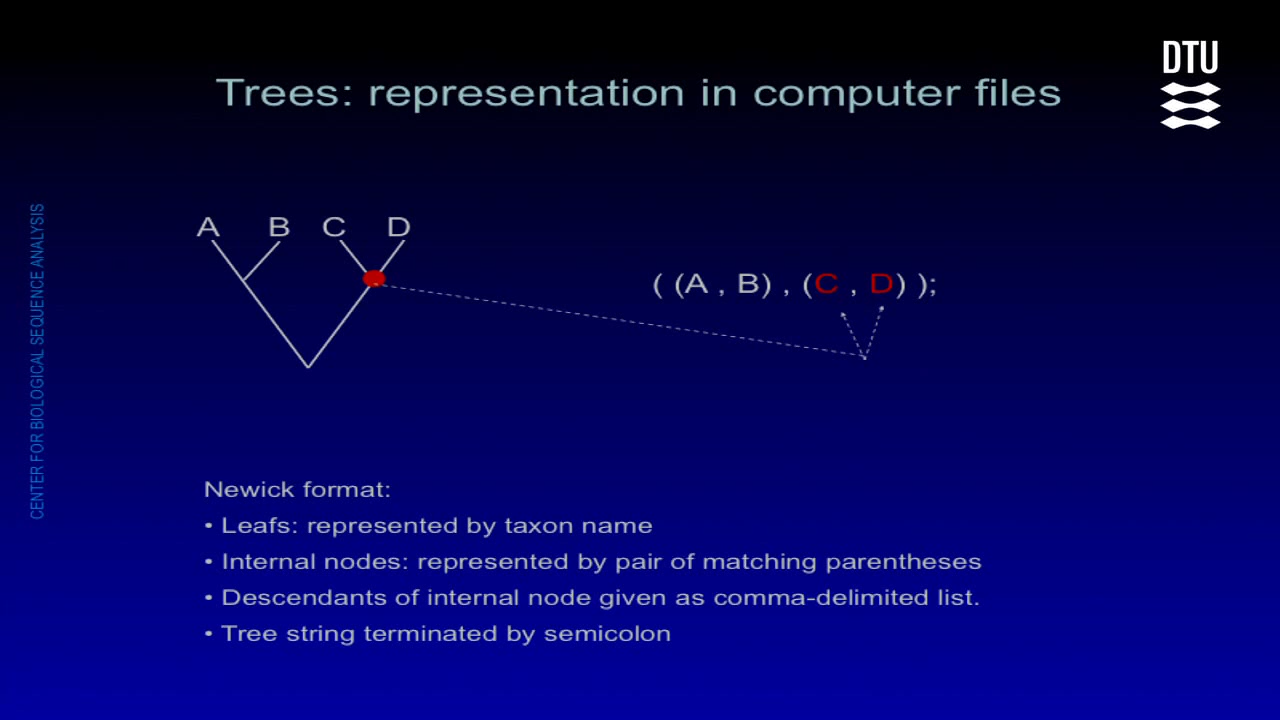 DTU
Trees: representation in computer files
CENTER FOR BIOLOGICAL SEQUENCE ANALYSIS
A B C D
( (A , B) , (C , D) );
Newick format:
• Leafs: represented by taxon name
• Internal nodes: represented by pair of matching parentheses
• Descendants of internal node given as comma-delimited list.
• Tree string terminated by semicolon